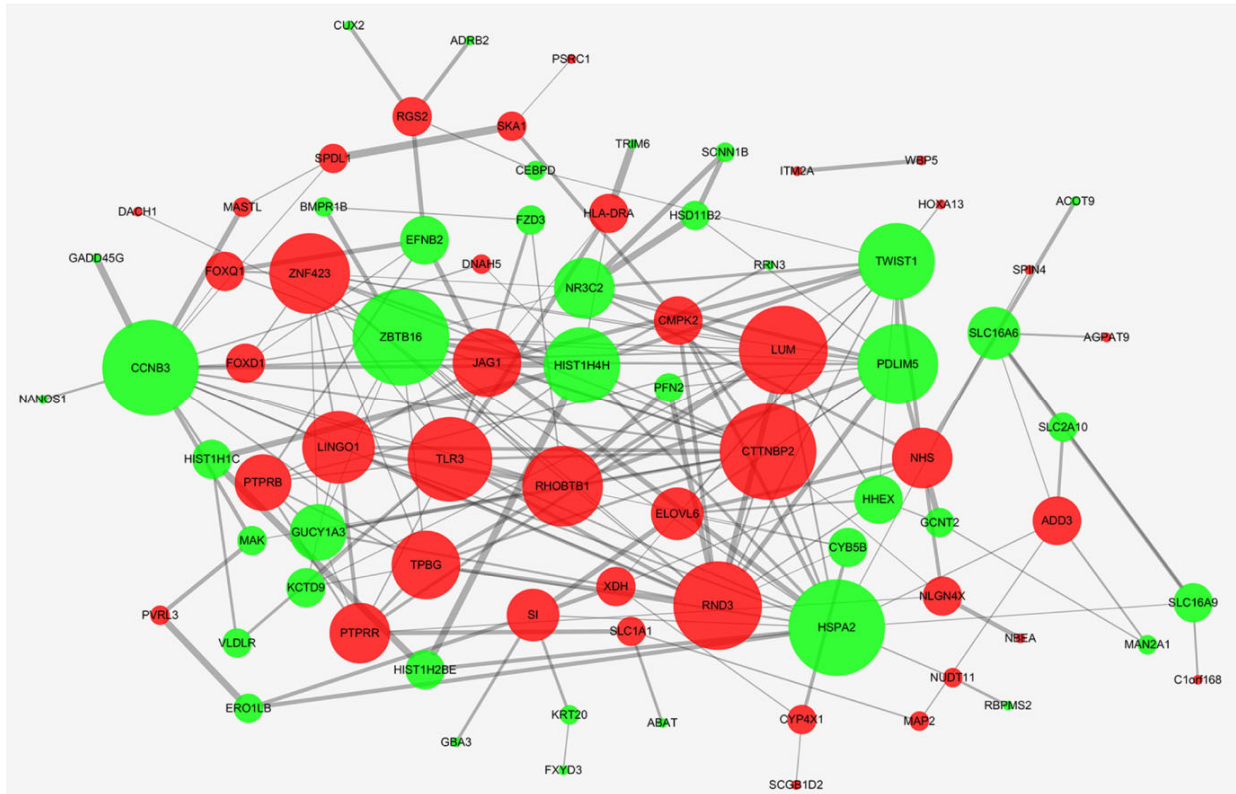 CUX2
ADRB2
PSRC1
RGS2
SKA1
TRIM6
SCNN1B
SPDL1
CEBPD
ITM2A
WBP5
DACH1
MASTL
BMPR1B
FZD3
HLA-DRA
HSD11B2
HOXA13
ACOT9
GADD45G
FOXQ1
ZNF423
EFNB2
DNAH5
NR3C2
RRN3
TWIST1
SPIN4
CCNB3
FOXD1
ZBTB16
JAG1
HIST1H4H
CMPK2
LUM
PDLIM5
SLC16A6
AGPAT9
NANOS1
PFN2
HIST1H1C
LINGO1
TLR3
CTTNBP2
NHS
SLC2A10
PTPRB
RHOBTB1
ELOVL6
HHEX
GCNT2
ADD3
MAK
GUCY1A3
CYB5B
KCTD9
TPBG
XDH
RND3
NLGN4X
SLC16A9
PVRL3
VLDLR
PTPRR
SI
SLC1A1
HSPA2
NBEA
MAN2A1
HIST1H2BE
NUDT11
C1orf168
ERO1LB
KRT20
ABAT
CYP4X1
MAP2
RBPMS2
GBA3
FXYD3
SCGB1D2